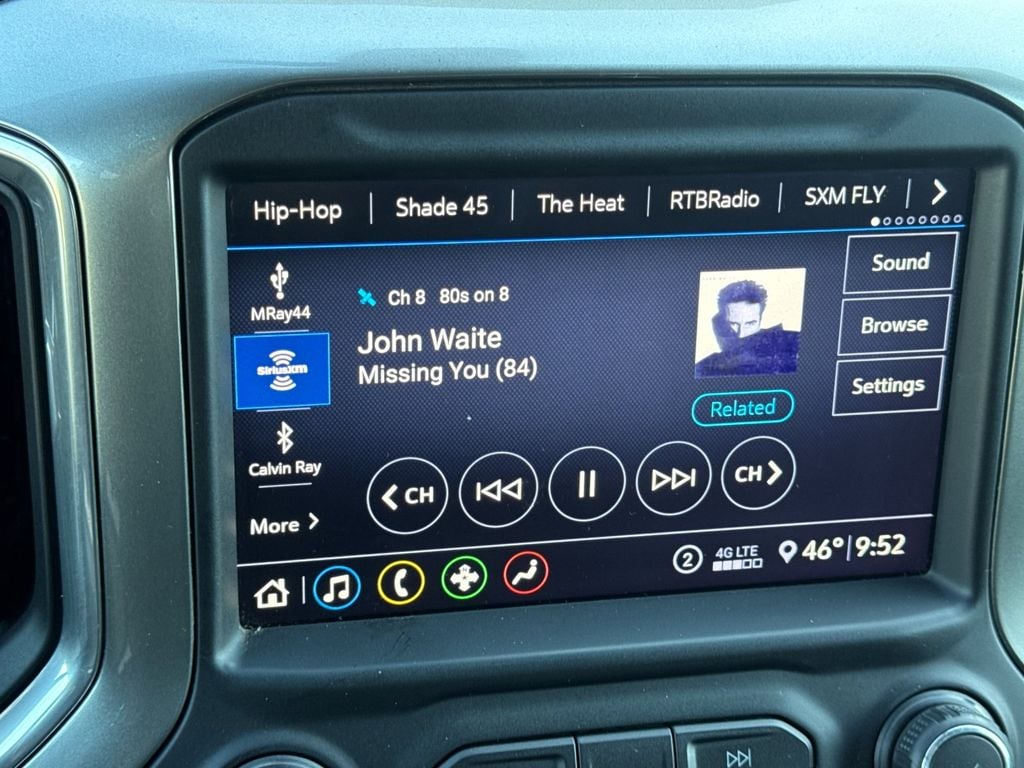 Hip-Hop | Shade 45 | The Heat | RTBRadio | SXM FLY
MRay44
Ch 8 80s on 8
John Waite
Missing You (84)
Sound
Browse
Settings
SiriusXM
Related
Calvin Ray
CH
CH
More
2 4G LTE 46° 9:52